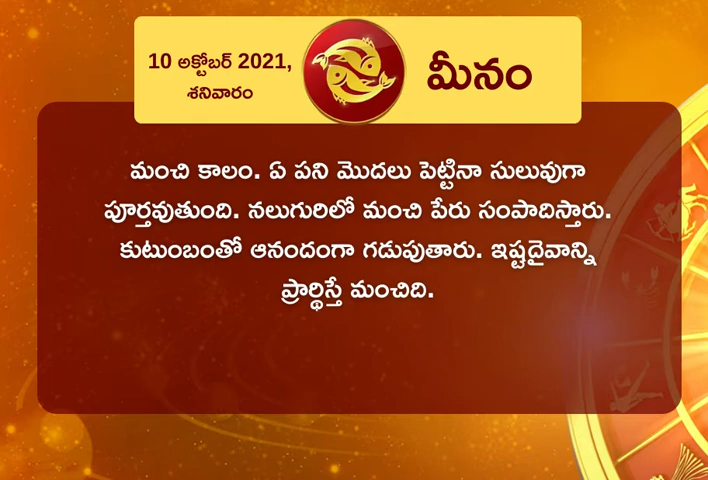 10 అక్టోబర్ 2021,
శనివారం
మీనం
మంచి కాలం. ఏ పని మొదలు పెట్టినా సులువుగా
పూర్తవుతుంది. నలుగురిలో మంచి పేరు సంపాదిస్తారు.
కుటుంబంతో ఆనందంగా గడుపుతారు. ఇష్టదైవాన్ని
ప్రార్థిస్తే మంచిది.